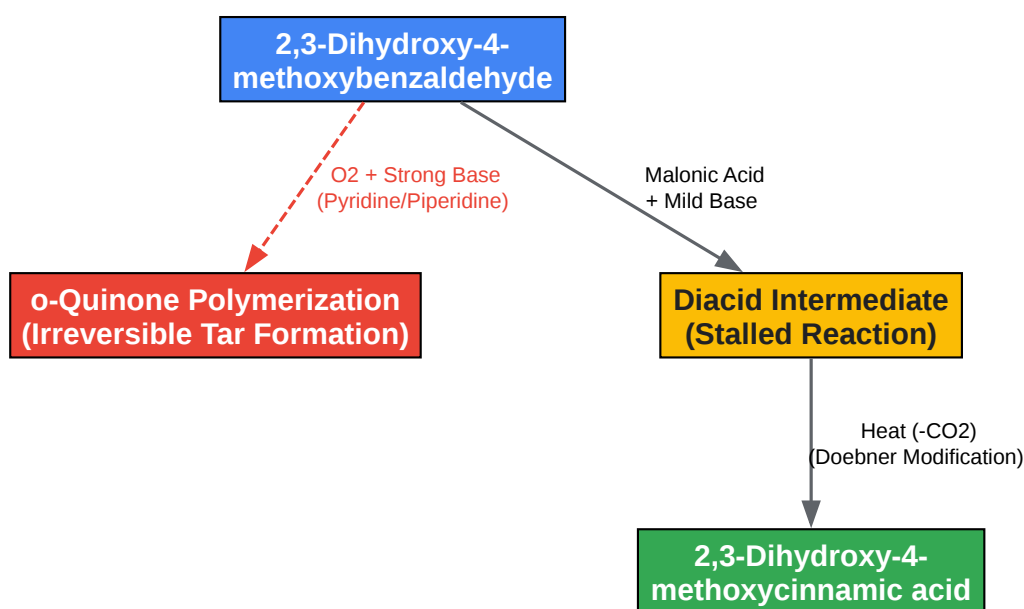 2,3-Dihydroxy-4-
methoxybenzaldehyde
O2 + Strong Base
(Pyridine/Piperidine)
Malonic Acid
+ Mild Base
o-Quinone Polymerization
(Irreversible Tar Formation)
Diacid Intermediate
(Stalled Reaction)
Heat (-CO2)
(Doebner Modification)
2,3-Dihydroxy-4-
methoxycinnamic acid